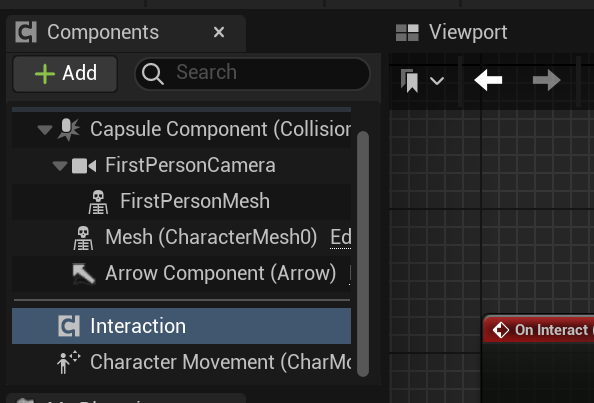 Components
Viewport
Add
Search
Capsule Component (Collision
FirstPersonCamera
FirstPersonMesh
Mesh (CharacterMesh0) Ed
Arrow Component (Arrow)
Interaction
On Interact (
Character Movement (CharMo